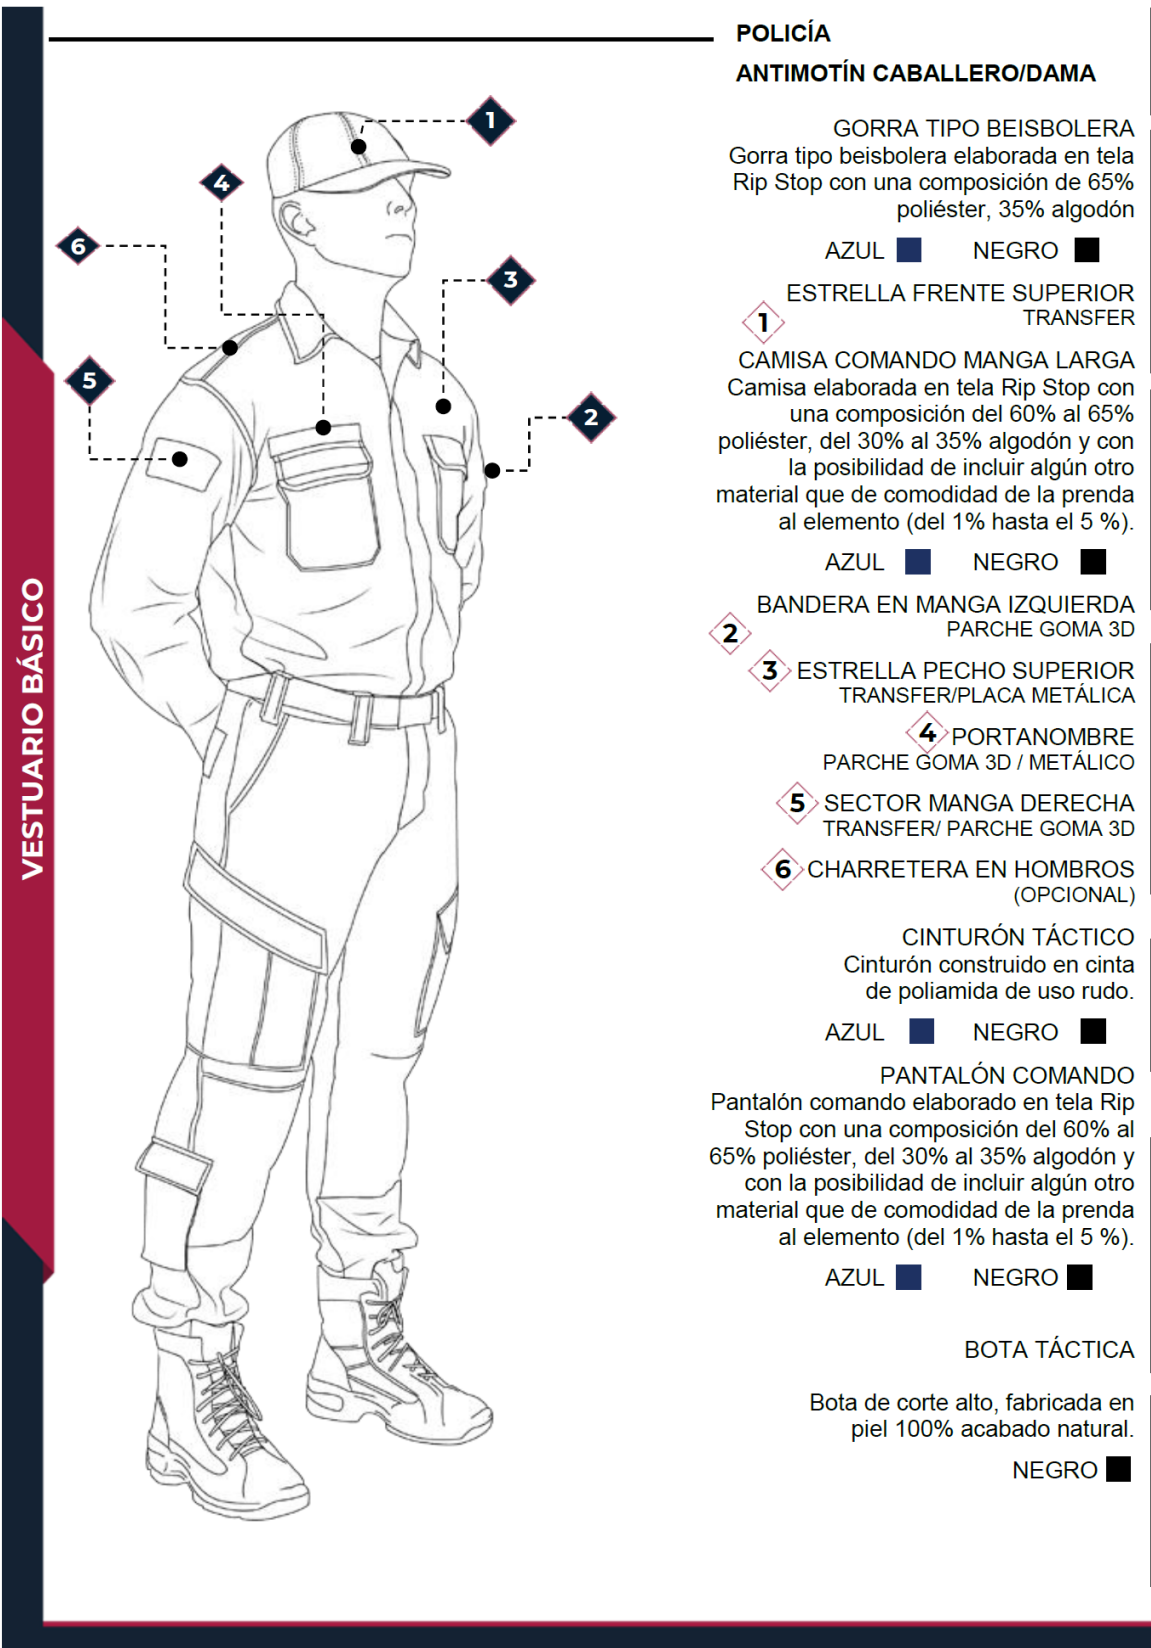 POLICÍA
ANTIMOTÍN CABALLERO/DAMA
GORRA TIPO BEISBOLERA
Gorra tipo beisbolera elaborada en tela
Rip Stop con una composición de 65%
poliéster, 35% algodón
AZUL NEGRO
ESTRELLA FRENTE SUPERIOR
1 TRANSFER
CAMISA COMANDO MANGA LARGA
Camisa elaborada en tela Rip Stop con
una composición del 60% al 65%
poliéster, del 30% al 35% algodón y con
la posibilidad de incluir algún otro
material que de comodidad de la prenda
al elemento (del 1% hasta el 5 %).
AZUL NEGRO
BANDERA EN MANGA IZQUIERDA
2 PARCHE GOMA 3D
3 ESTRELLA PECHO SUPERIOR
TRANSFER/PLACA METÁLICA
4 PORTANOMBRE
PARCHE GOMA 3D / METÁLICO
5 SECTOR MANGA DERECHA
TRANSFER/ PARCHE GOMA 3D
6 CHARRETERA EN HOMBROS
(OPCIONAL)
CINTURÓN TÁCTICO
Cinturón construido en cinta
de poliamida de uso rudo.
AZUL NEGRO
PANTALÓN COMANDO
Pantalón comando elaborado en tela Rip
Stop con una composición del 60% al
65% poliéster, del 30% al 35% algodón y
con la posibilidad de incluir algún otro
material que de comodidad de la prenda
al elemento (del 1% hasta el 5 %).
AZUL NEGRO
BOTA TÁCTICA
Bota de corte alto, fabricada en
piel 100% acabado natural.
NEGRO
1
4
6
3
5
2
VESTUARIO BÁSICO